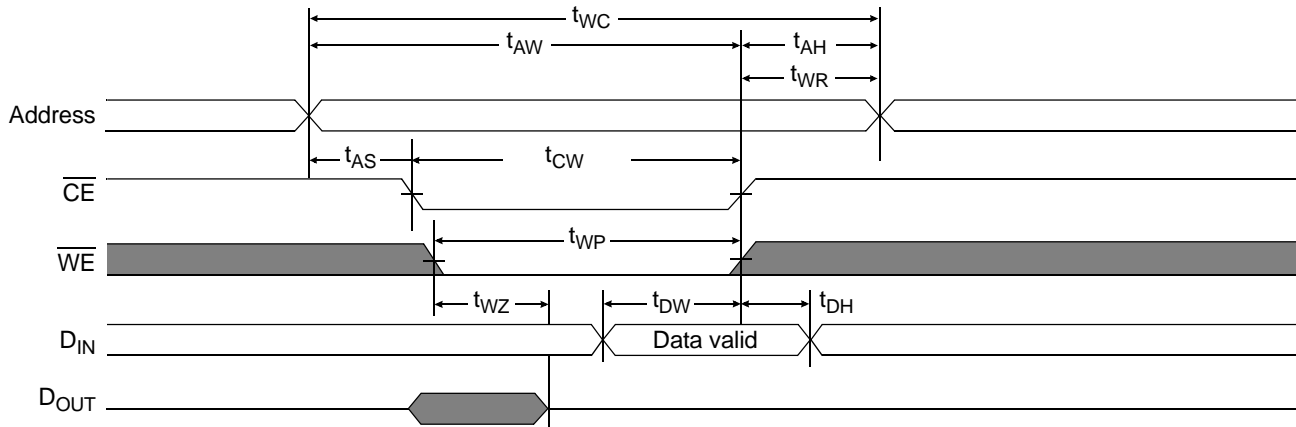 tWC
tAW tAH
tWR
Address
tAS tCW
CE
tWP
WE
tWZ tDW tDH
DIN Data valid
DOUT